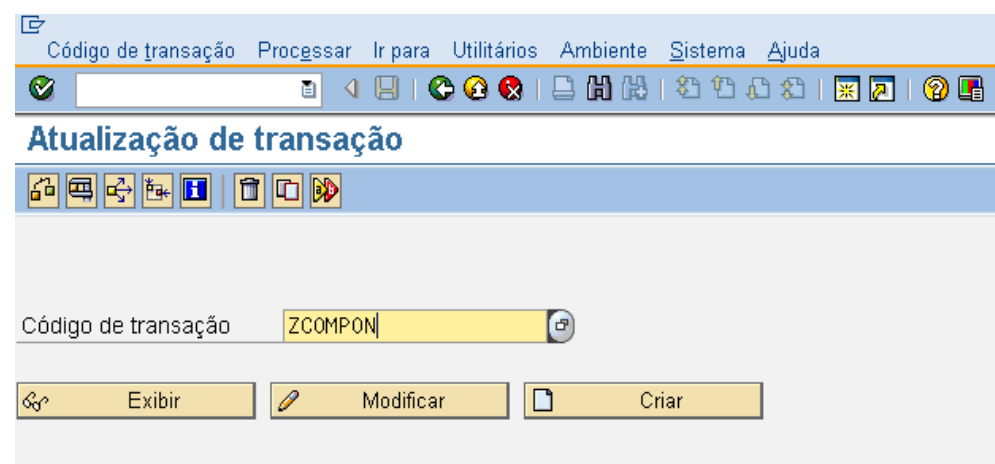 Código de transação Processar Ir para Utilitários Ambiente Sistema Ajuda
Atualização de transação
Código de transação ZCOMPON
Exibir Modificar Criar